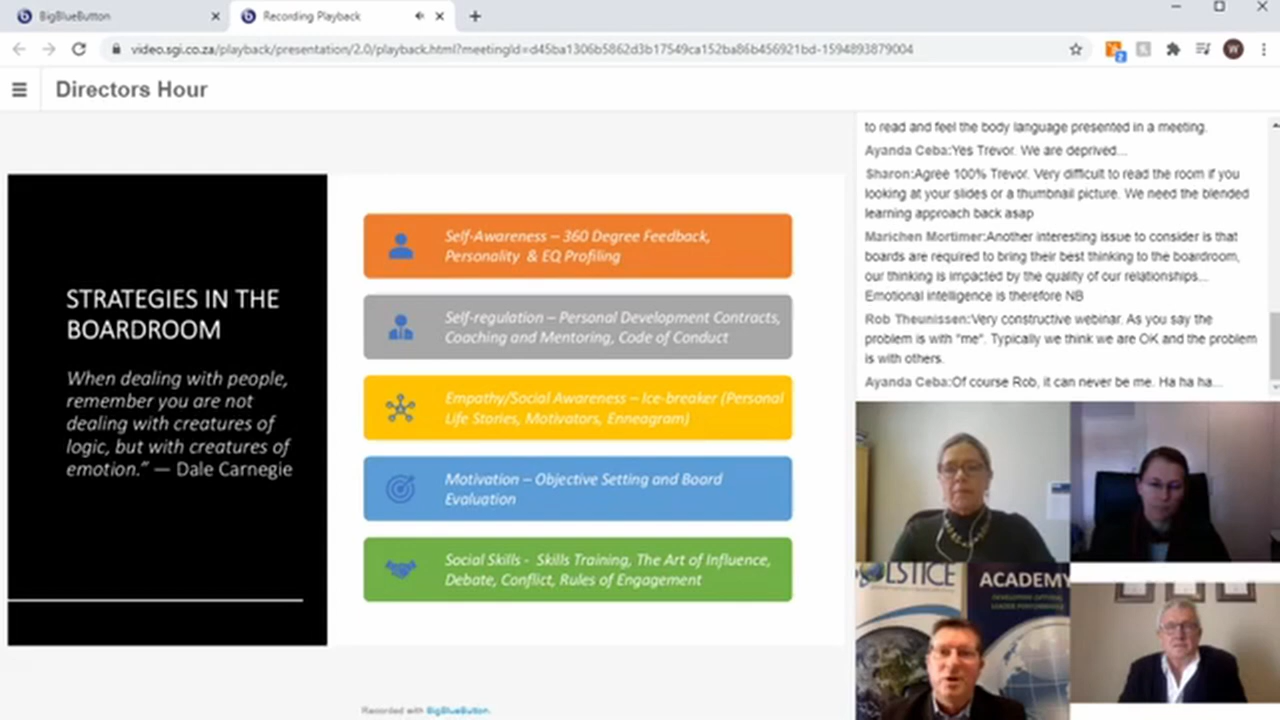 BigBlueButton
Recording Playback
video.sgi.co.za/playback/presentation/2.0/playback.html?meetingId=d45ba1306b5862d3b17549ca152ba86b456921bd-1594893879004
2
W
Directors Hour
STRATEGIES IN THE
BOARDROOM
When dealing with people,
remember you are not
dealing with creatures of
logic, but with creatures of
emotion.” — Dale Carnegie
Self-Awareness – 360 Degree Feedback,
Personality & EQ Profiling
Self-regulation – Personal Development Contracts,
Coaching and Mentoring, Code of Conduct
Empathy/Social Awareness – Ice-breaker (Personal
Life Stories, Motivators, Enneagram)
Motivation – Objective Setting and Board
Evaluation
Social Skills - Skills Training, The Art of Influence,
Debate, Conflict, Rules of Engagement
Recorded with BigBlueButton.
to read and feel the body language presented in a meeting.
Ayanda Ceba:Yes Trevor. We are deprived...
Sharon:Agree 100% Trevor. Very difficult to read the room if you
looking at your slides or a thumbnail picture. We need the blended
learning approach back asap
Marichen Mortimer:Another interesting issue to consider is that
boards are required to bring their best thinking to the boardroom,
our thinking is impacted by the quality of our relationships...
Emotional intelligence is therefore NB
Rob Theunissen:Very constructive webinar. As you say the
problem is with "me". Typically we think we are OK and the problem
is with others.
Ayanda Ceba:Of course Rob, it can never be me. Ha ha ha...
OLSTICE
ACADEMY